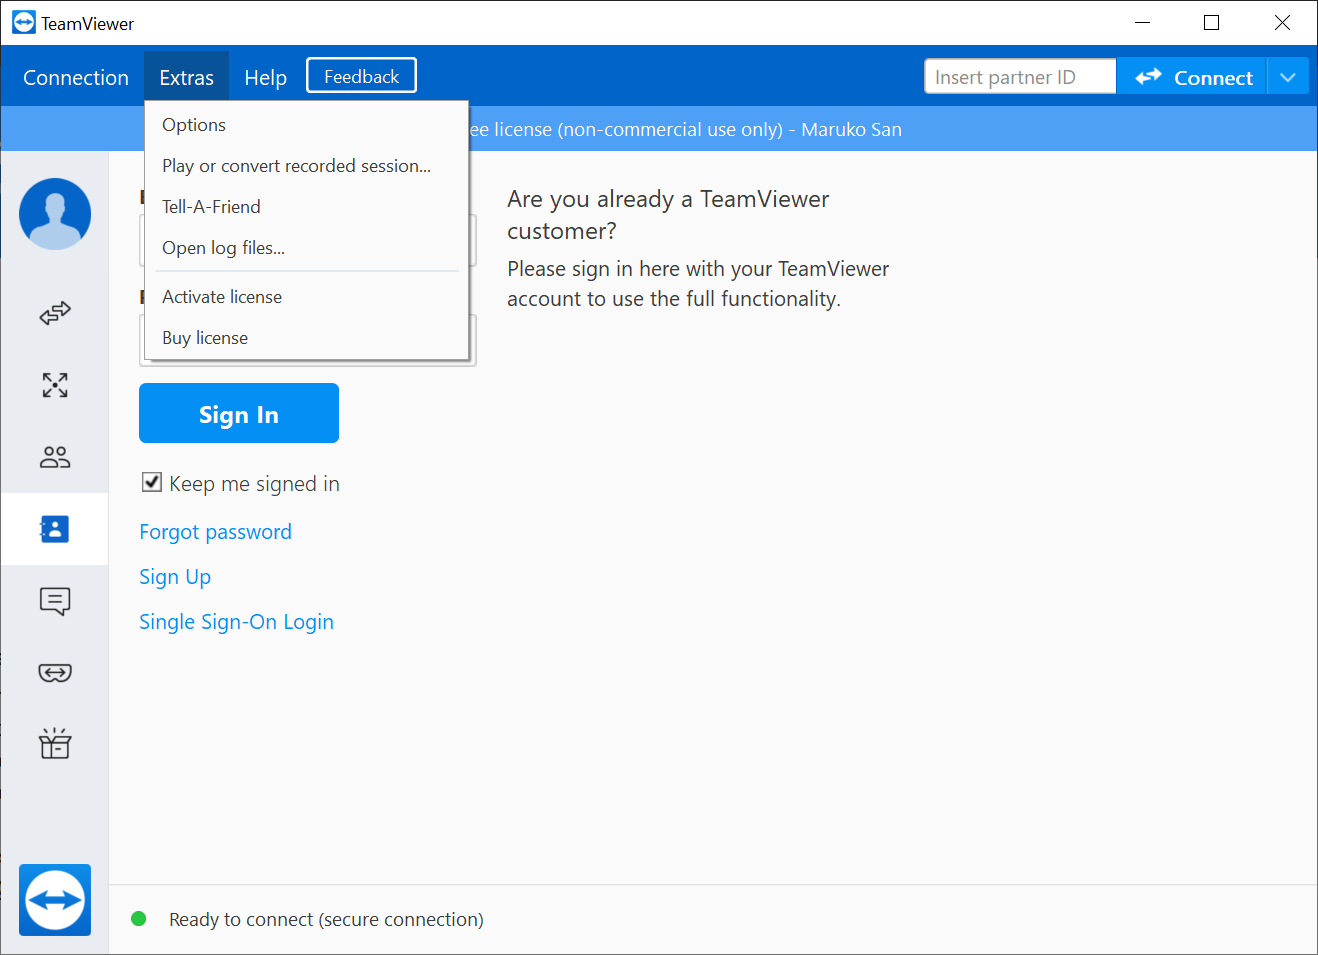 TeamViewer
Connection Extras Help Feedback
Insert partner ID Connect
license (non-commercial use only) - Maruko San
Options
Play or convert recorded session...
Tell-A-Friend
Open log files...
Activate license
Buy license
Are you already a TeamViewer
customer?
Please sign in here with your TeamViewer
account to use the full functionality.
Sign In
Keep me signed in
Forgot password
Sign Up
Single Sign-On Login
Ready to connect (secure connection)